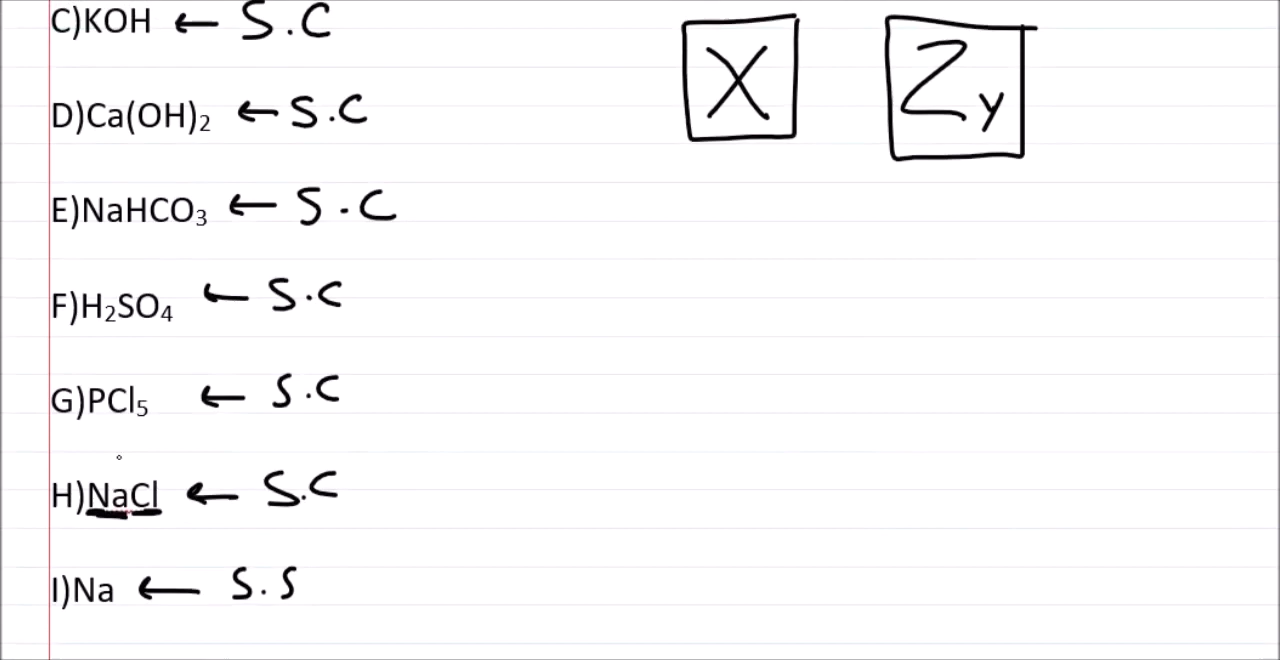 C)KOH ← S.C
D)Ca(OH)₂ ← S.C
E)NaHCO₃ ← S.C
F)H₂SO₄ ← S.C
G)PCl₅ ← S.C
H)NaCl ← S.C
I)Na ← S.S
X
Zy